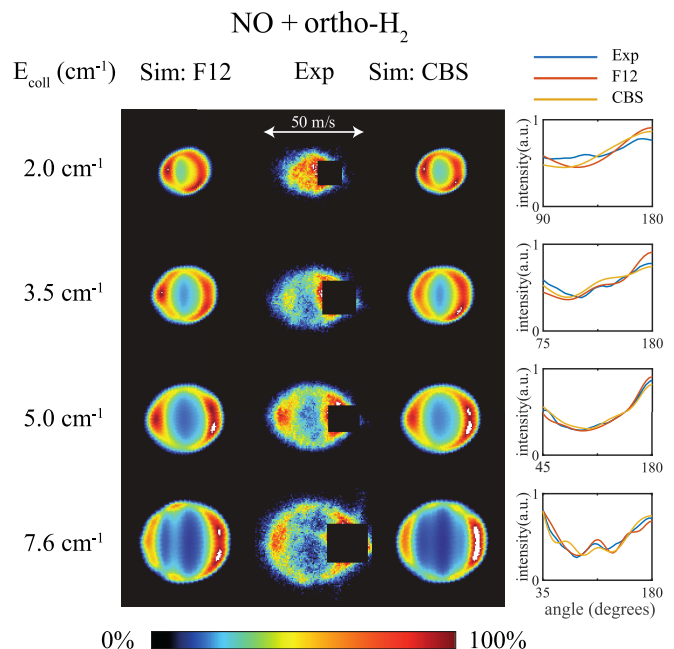 NO + ortho-H2
Ecoll (cm-1) Sim: F12 Exp Sim: CBS
Exp
F12
CBS
50 m/s
2.0 cm-1
intensity(a.u.)
1
0
90 180
3.5 cm-1
intensity(a.u.)
1
0
75 180
5.0 cm-1
intensity(a.u.)
1
0
45 180
7.6 cm-1
intensity(a.u.)
1
0
35 180
angle (degrees)
0% 100%